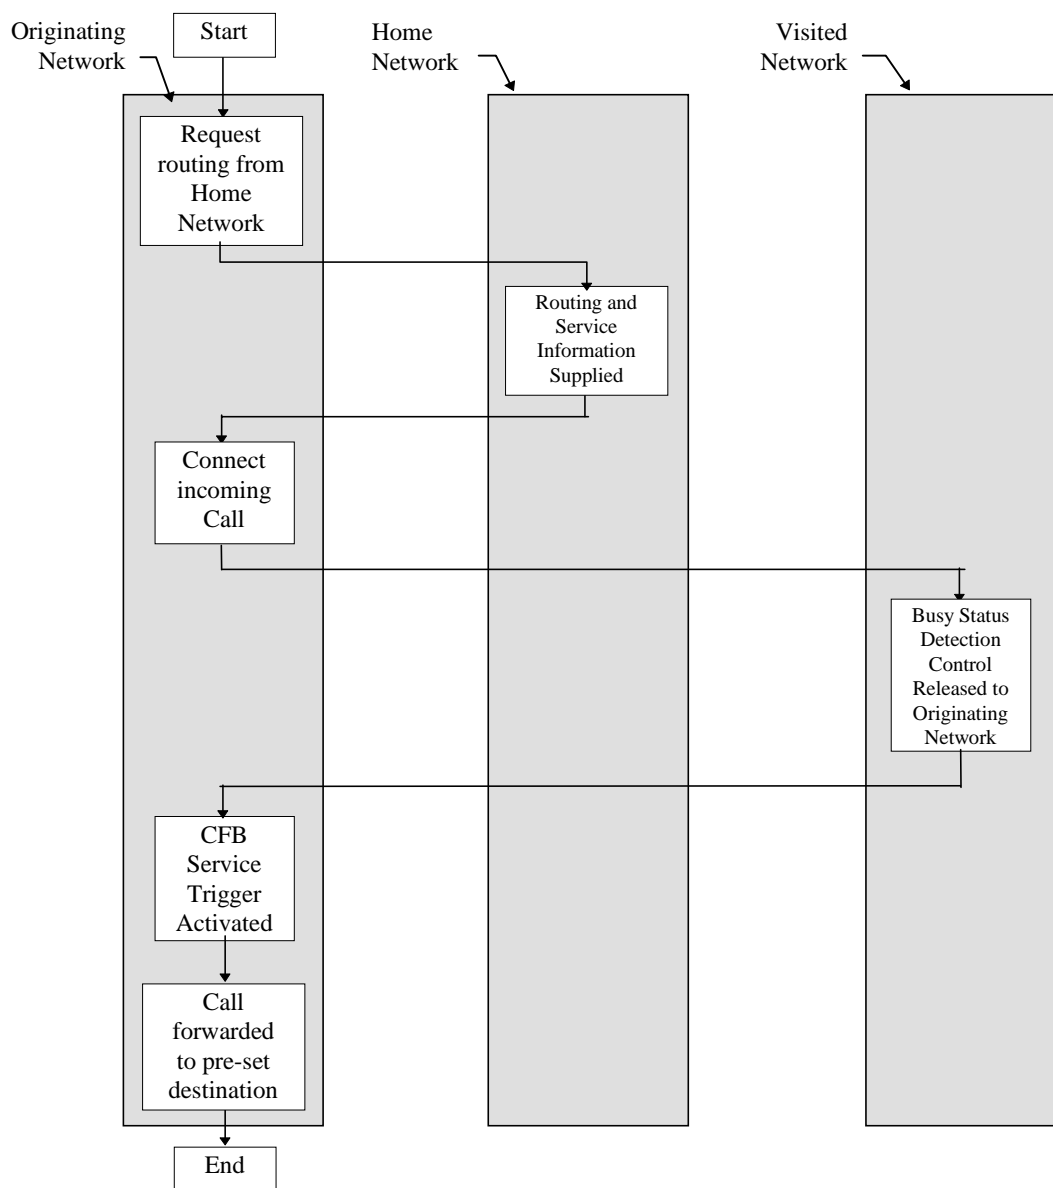 Originating
Network
Start
Home
Network
Visited
Network
Request
routing from
Home
Network
Routing and
Service
Information
Supplied
Connect
incoming
Call
Busy Status
Detection
Control
Released to
Originating
Network
CFB
Service
Trigger
Activated
Call
forwarded
to pre-set
destination
End